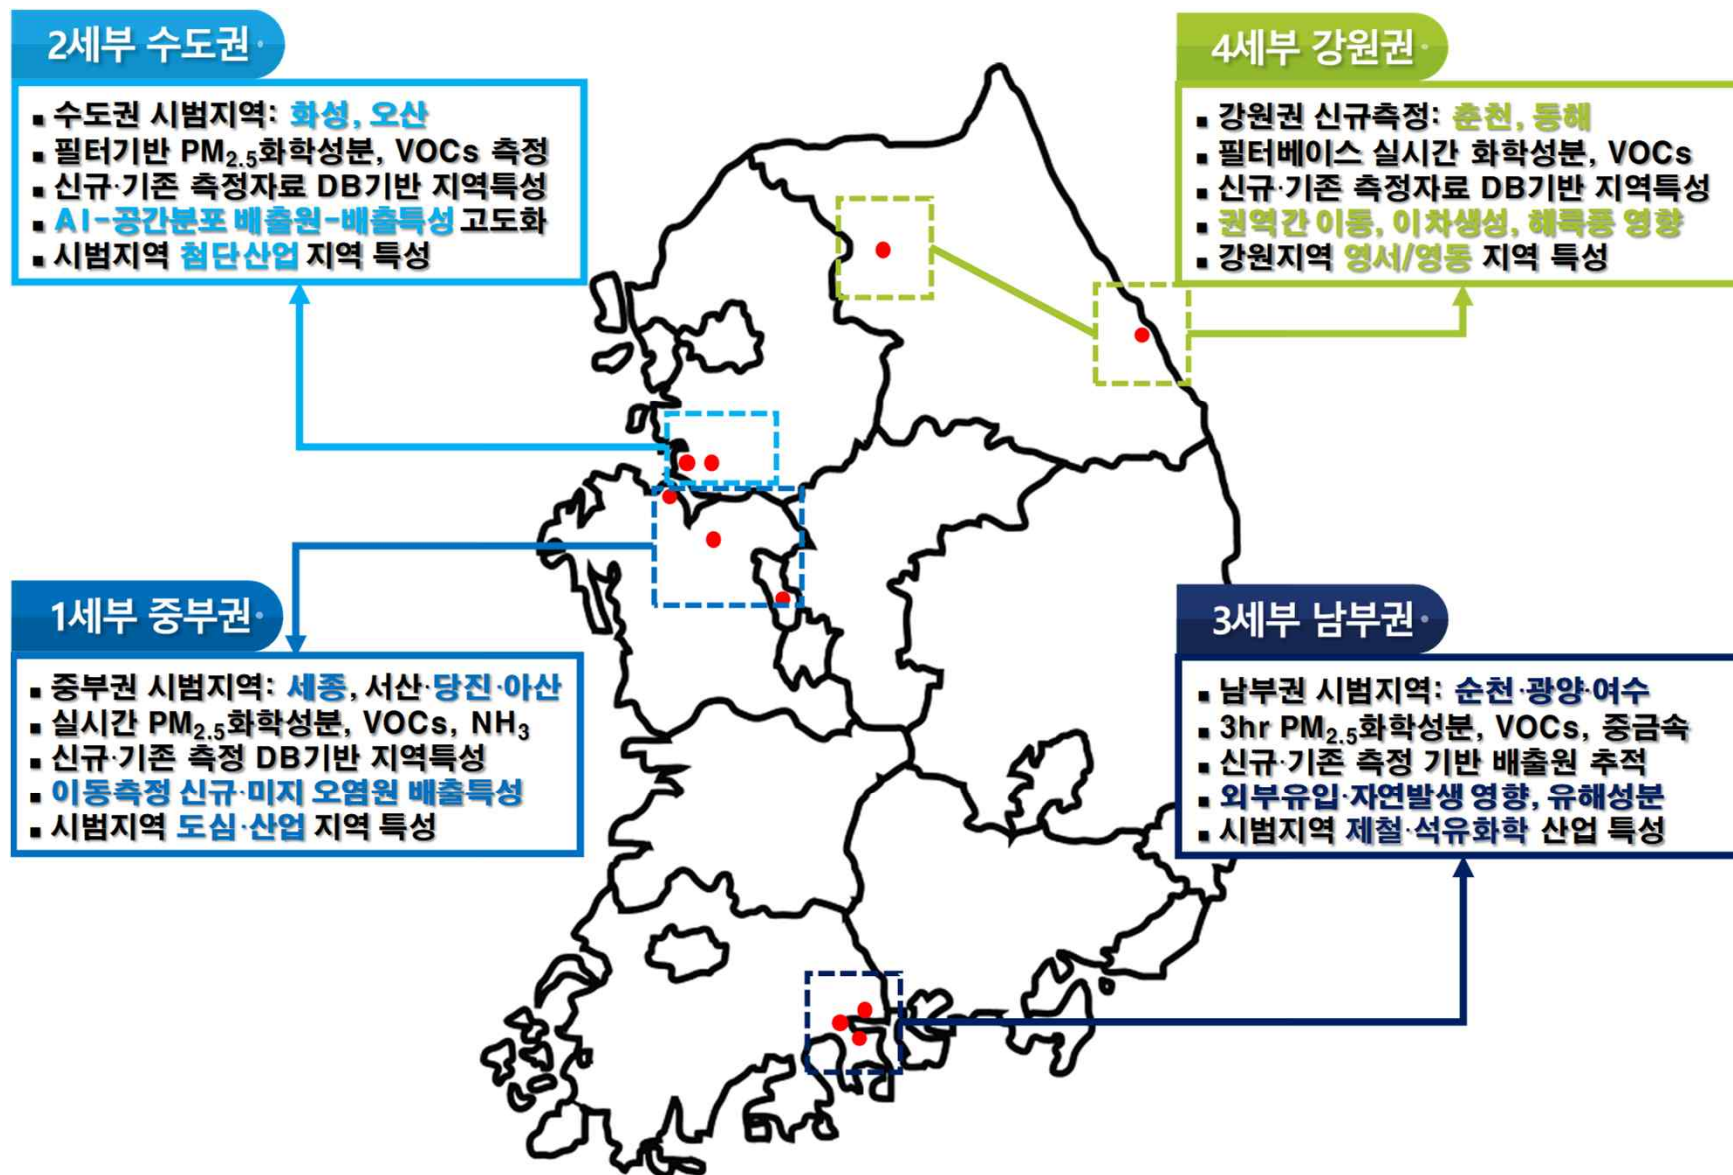 2세부 수도권
▪ 수도권 시범지역: 화성, 오산
▪ 필터기반 PM2.5화학성분, VOCs 측정
▪ 신규·기존 측정자료 DB기반 지역특성
▪ AI-공간분포 배출원-배출특성 고도화
▪ 시범지역 첨단산업 지역 특성
4세부 강원권
▪ 강원권 신규측정: 춘천, 동해
▪ 필터베이스 실시간 화학성분, VOCs
▪ 신규·기존 측정자료 DB기반 지역특성
▪ 권역간 이동, 이차생성, 해륙풍 영향
▪ 강원지역 영서/영동 지역 특성
1세부 중부권
▪ 중부권 시범지역: 세종, 서산·당진·아산
▪ 실시간 PM2.5화학성분, VOCs, NH3
▪ 신규·기존 측정 DB기반 지역특성
▪ 이동측정 신규·미지 오염원 배출특성
▪ 시범지역 도심·산업 지역 특성
3세부 남부권
▪ 남부권 시범지역: 순천·광양·여수
▪ 3hr PM2.5화학성분, VOCs, 중금속
▪ 신규·기존 측정 기반 배출원 추적
▪ 외부유입·자연발생 영향, 유해성분
▪ 시범지역 제철·석유화학 산업 특성